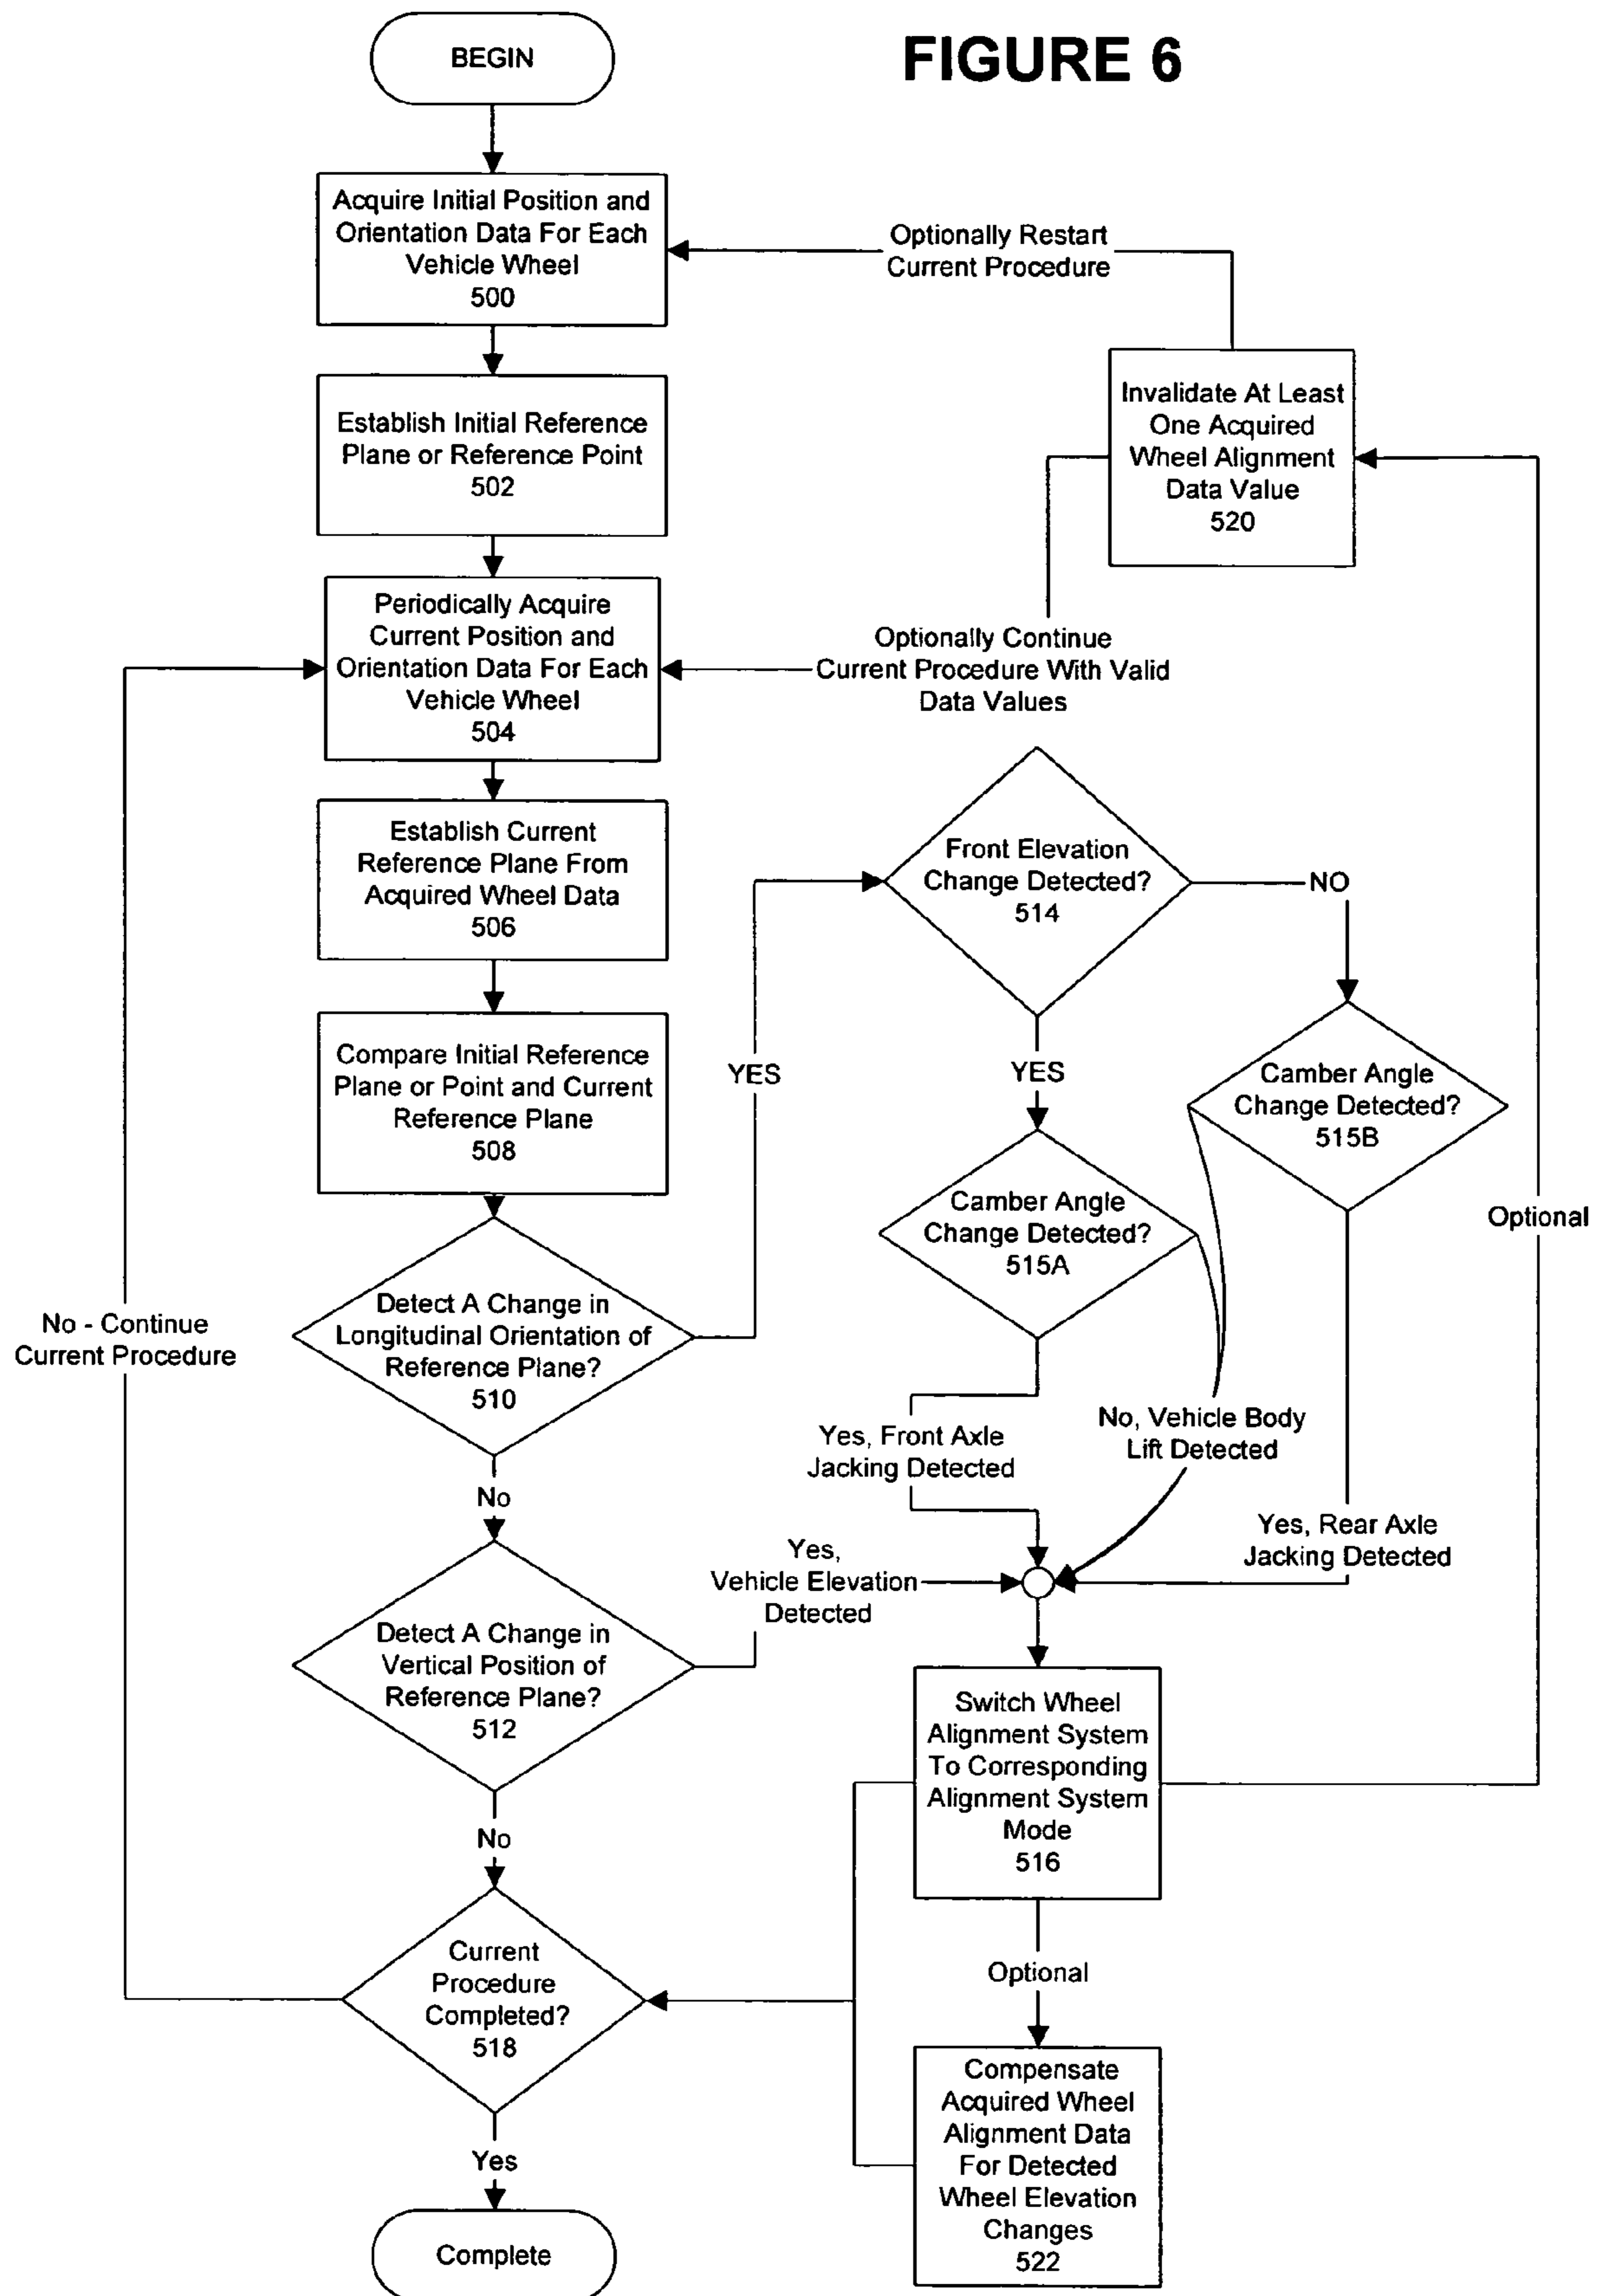 FIGURE 6
BEGIN
Acquire Initial Position and
Orientation Data For Each
Vehicle Wheel
500
Optionally Restart
Current Procedure
Establish Initial Reference
Plane or Reference Point
502
Invalidate At Least
One Acquired
Wheel Alignment
Data Value
520
Periodically Acquire
Current Position and
Orientation Data For Each
Vehicle Wheel
504
Optionally Continue
Current Procedure With Valid
Data Values
Establish Current
Reference Plane From
Acquired Wheel Data
506
Front Elevation
Change Detected?
514
NO
Compare Initial Reference
Plane or Point and Current
Reference Plane
508
YES
YES
Camber Angle
Change Detected?
515B
Camber Angle
Change Detected?
515A
Optional
Detect A Change in
Longitudinal Orientation of
Reference Plane?
510
No - Continue
Current Procedure
Yes, Front Axle
Jacking Detected
No, Vehicle Body
Lift Detected
No
Yes, Rear Axle
Jacking Detected
Yes,
Vehicle Elevation
Detected
Detect A Change in
Vertical Position of
Reference Plane?
512
Switch Wheel
Alignment System
To Corresponding
Alignment System
Mode
516
No
Current
Procedure
Completed?
518
Optional
Compensate
Acquired Wheel
Alignment Data
For Detected
Wheel Elevation
Changes
522
Yes
Complete